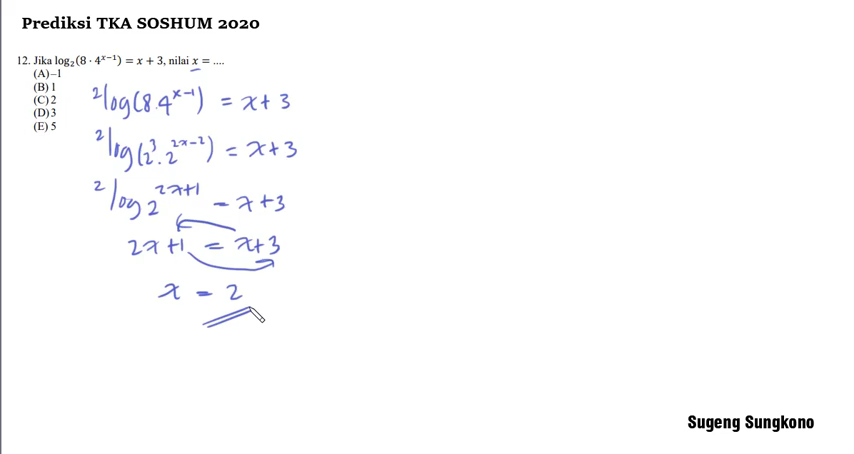 Prediksi TKA SOSHUM 2020
12. Jika log₂(8 · 4ˣ⁻¹) = x + 3, nilai x = ....
(A) −1
(B) 1
(C) 2
(D) 3
(E) 5
²log(8.4ˣ⁻¹) = x + 3
²log(2³.2²ˣ⁻²) = x + 3
²log 2²ˣ⁺¹ = x + 3
2x + 1 = x + 3
x = 2
Sugeng Sungkono